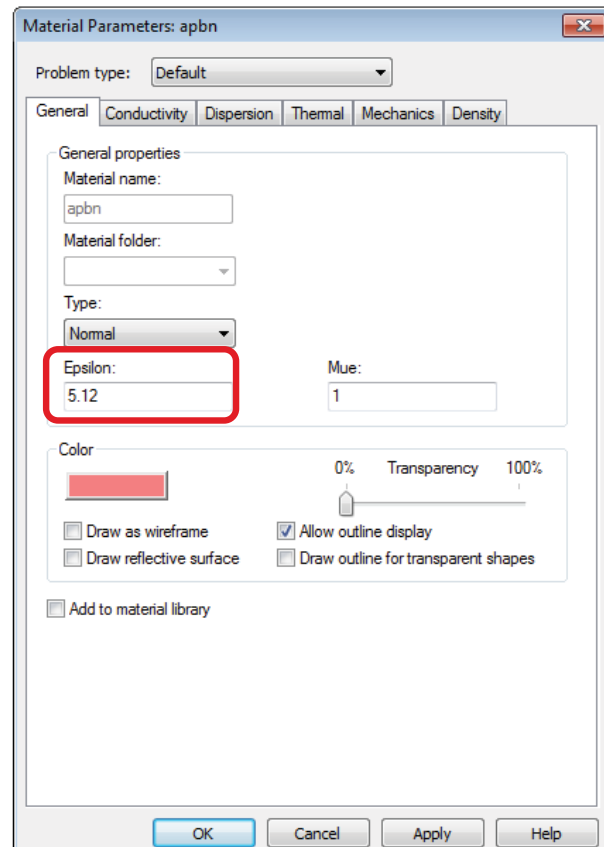 Material Parameters: apbn
Problem type: Default
General Conductivity Dispersion Thermal Mechanics Density
General properties
Material name:
apbn
Material folder:
Type:
Normal
Epsilon: Mue:
5.12 1
Color
0% Transparency 100%
Draw as wireframe Allow outline display
Draw reflective surface Draw outline for transparent shapes
Add to material library
OK Cancel Apply Help